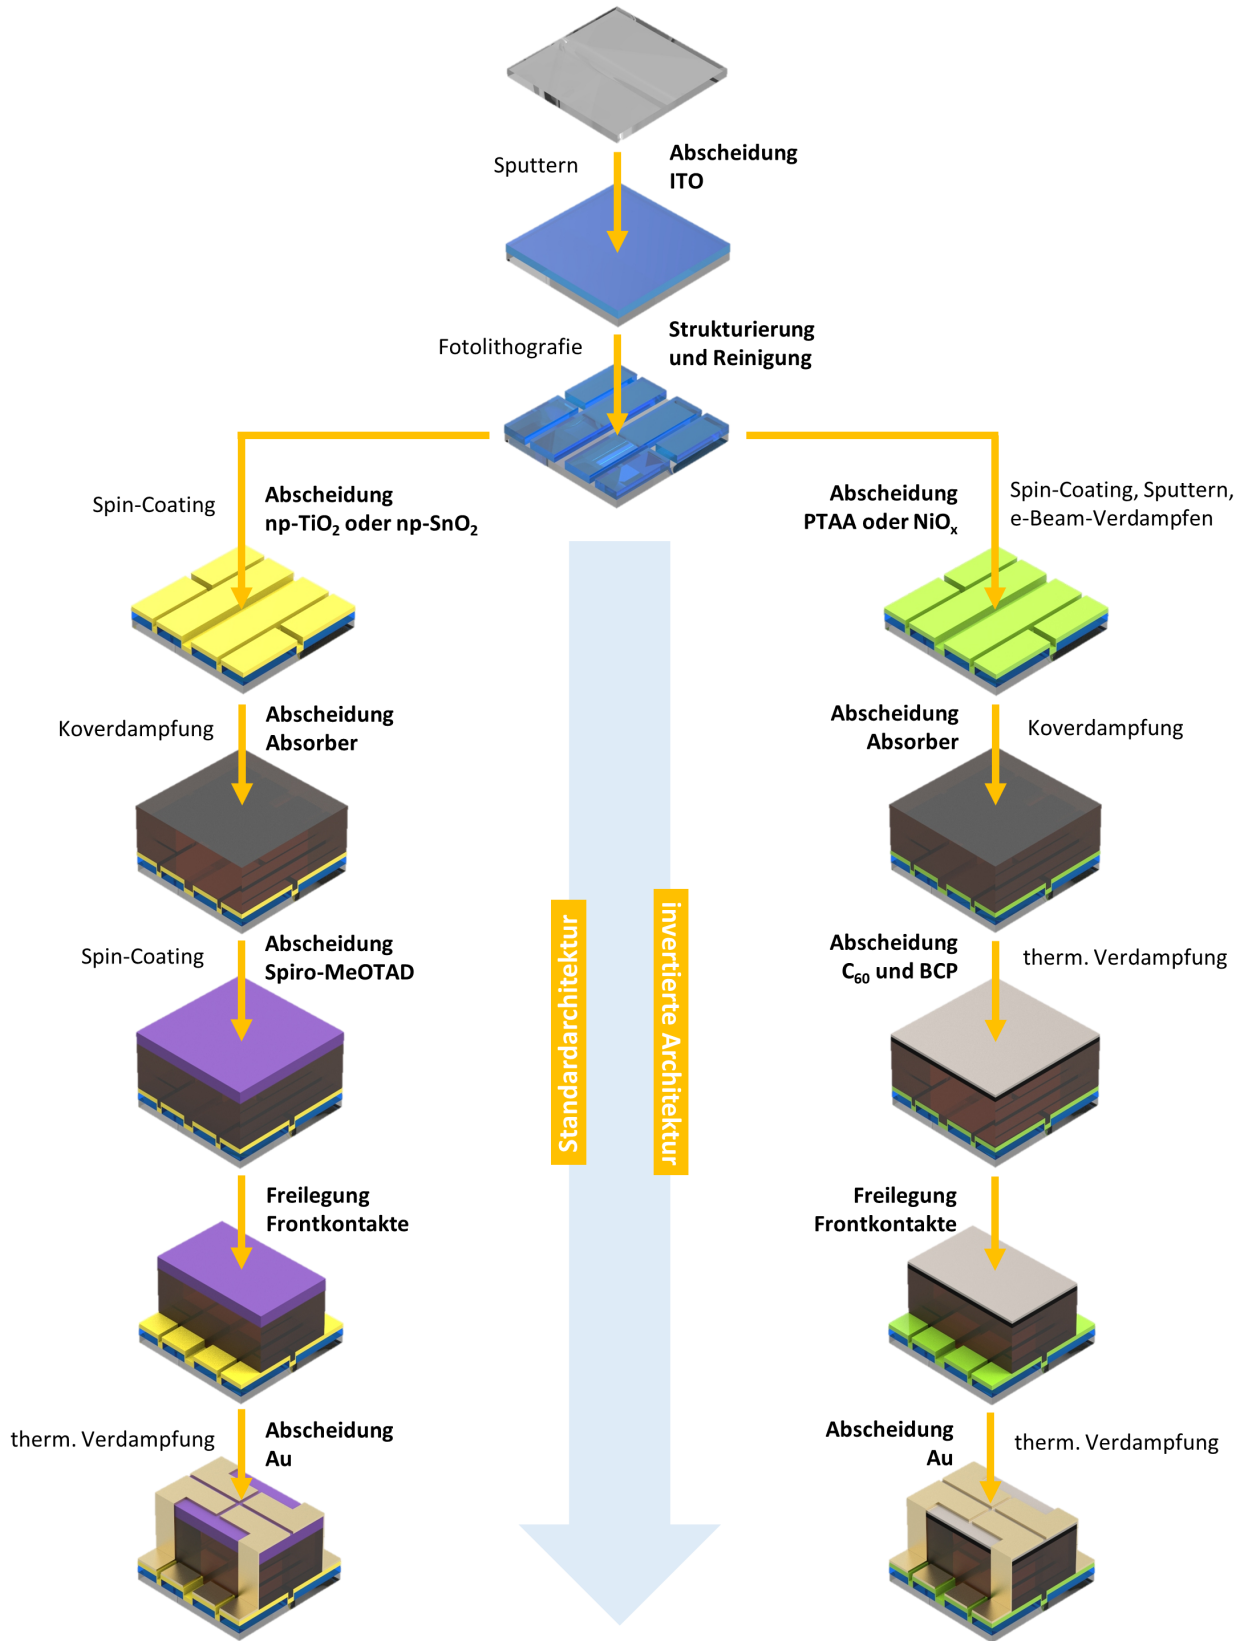 Sputtern
Abscheidung
ITO
Fotolithografie
Strukturierung
und Reinigung
Spin-Coating
Abscheidung
np-TiO₂ oder np-SnO₂
Abscheidung
PTAA oder NiOₓ
Spin-Coating, Sputtern,
e-Beam-Verdampfen
Koverdampfung
Abscheidung
Absorber
Abscheidung
Absorber
Koverdampfung
Spin-Coating
Abscheidung
Spiro-MeOTAD
Standardarchitektur
invertierte Architektur
Abscheidung
C₆₀ und BCP
therm. Verdampfung
Freilegung
Frontkontakte
Freilegung
Frontkontakte
therm. Verdampfung
Abscheidung
Au
Abscheidung
Au
therm. Verdampfung